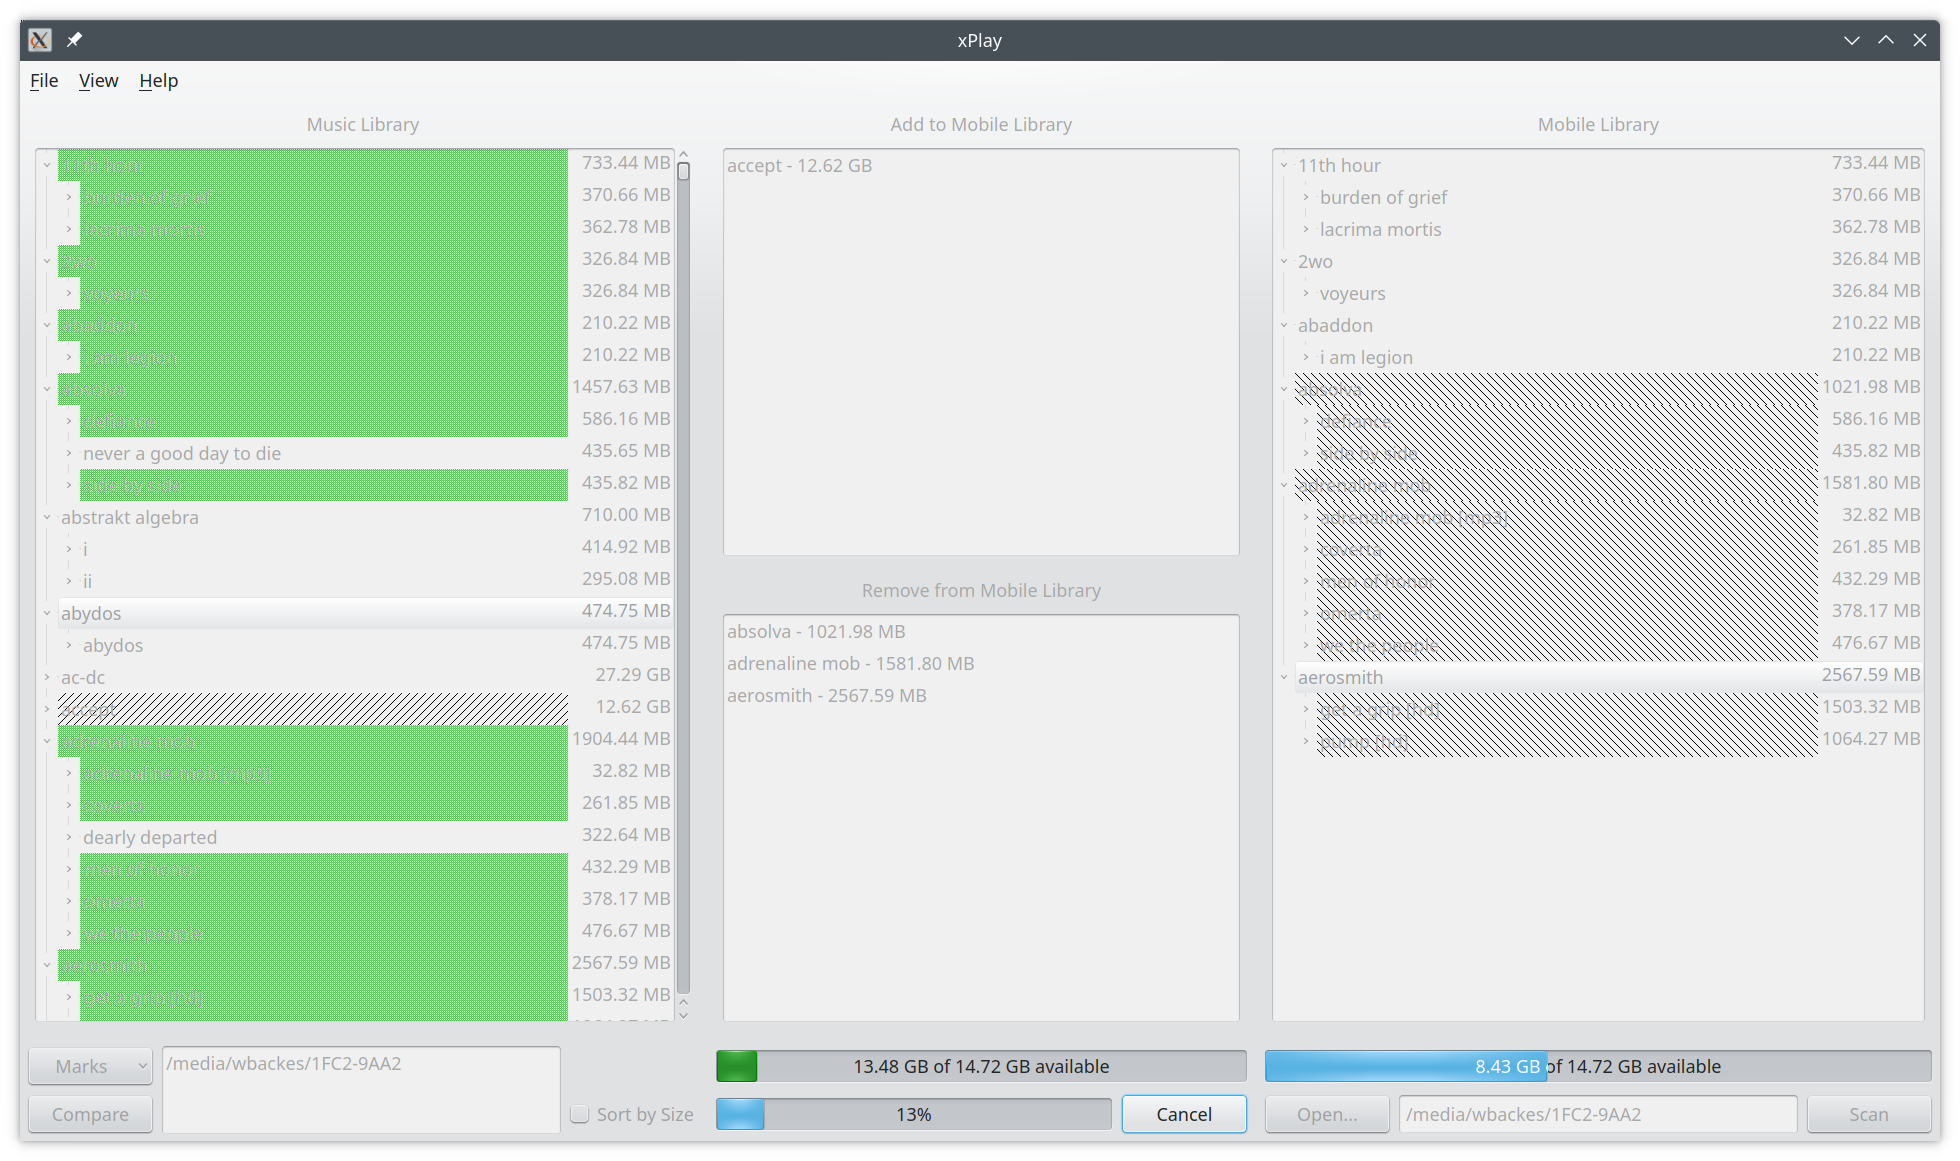 xPlay
File View Help
Music Library
11th hour 733.44 MB
burden of grief 370.66 MB
lacrima mortis 362.78 MB
2wo 326.84 MB
voyeurs 326.84 MB
abaddon 210.22 MB
i am legion 210.22 MB
absolva 1457.63 MB
defiance 586.16 MB
never a good day to die 435.65 MB
side by side 435.82 MB
abstrakt algebra 710.00 MB
i 414.92 MB
ii 295.08 MB
abydos 474.75 MB
abydos 474.75 MB
ac-dc 27.29 GB
accept 12.62 GB
adrenaline mob 1904.44 MB
adrenaline mob [mp3] 32.82 MB
coverta 261.85 MB
dearly departed 322.64 MB
men of honor 432.29 MB
omerta 378.17 MB
we the people 476.67 MB
aerosmith 2567.59 MB
get a grip [hd] 1503.32 MB
Add to Mobile Library
accept - 12.62 GB
Remove from Mobile Library
absolva - 1021.98 MB
adrenaline mob - 1581.80 MB
aerosmith - 2567.59 MB
Mobile Library
11th hour 733.44 MB
burden of grief 370.66 MB
lacrima mortis 362.78 MB
2wo 326.84 MB
voyeurs 326.84 MB
abaddon 210.22 MB
i am legion 210.22 MB
absolva 1021.98 MB
defiance 586.16 MB
side by side 435.82 MB
adrenaline mob 1581.80 MB
adrenaline mob [mp3] 32.82 MB
coverta 261.85 MB
men of honor 432.29 MB
omerta 378.17 MB
we the people 476.67 MB
aerosmith 2567.59 MB
get a grip [hd] 1503.32 MB
pump [hd] 1064.27 MB
Marks
/media/wbackes/1FC2-9AA2
Compare
Sort by Size
13.48 GB of 14.72 GB available
13%
Cancel
8.43 GB of 14.72 GB available
Open...
/media/wbackes/1FC2-9AA2
Scan